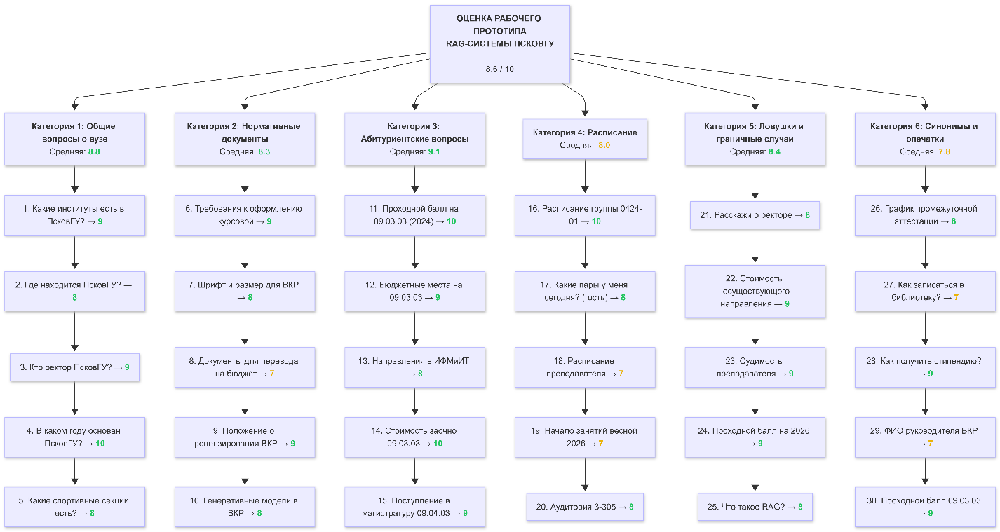 ОЦЕНКА РАБОЧЕГО
ПРОТОТИПА
RAG-СИСТЕМЫ ПСКОВГУ
8.6 / 10
Категория 1: Общие
вопросы о вузе
Средняя: 8.8
1. Какие институты есть в
ПсковГУ? → 9
2. Где находится ПсковГУ? →
8
3. Кто ректор ПсковГУ? → 9
4. В каком году основан
ПсковГУ? → 10
5. Какие спортивные секции
есть? → 8
Категория 2: Нормативные
документы
Средняя: 8.3
6. Требования к оформлению
курсовой → 9
7. Шрифт и размер для ВКР
→ 8
8. Документы для перевода
на бюджет → 7
9. Положение о
рецензировании ВКР → 9
10. Генеративные модели в
ВКР → 8
Категория 3:
Абитуриентские вопросы
Средняя: 9.1
11. Проходной балл на
09.03.03 (2024) → 10
12. Бюджетные места на
09.03.03 → 9
13. Направления в ИФМиИТ
→ 8
14. Стоимость заочно
09.03.03 → 10
15. Поступление в
магистратуру 09.04.03 → 9
Категория 4: Расписание
Средняя: 8.0
16. Расписание группы 0424-
01 → 10
17. Какие пары у меня
сегодня? (гость) → 8
18. Расписание
преподавателя → 7
19. Начало занятий весной
2026 → 7
20. Аудитория 3-305 → 8
Категория 5: Ловушки и
граничные случаи
Средняя: 8.4
21. Расскажи о ректоре → 8
22. Стоимость
несуществующего
направления → 9
23. Судимость
преподавателя → 9
24. Проходной балл на 2026
→ 9
25. Что такое RAG? → 8
Категория 6: Синонимы и
опечатки
Средняя: 7.8
26. График промежуточной
аттестации → 8
27. Как записаться в
библиотеку? → 7
28. Как получить стипендию?
→ 9
29. ФИО руководителя ВКР
→ 7
30. Проходной балл 09.03.03
→ 9